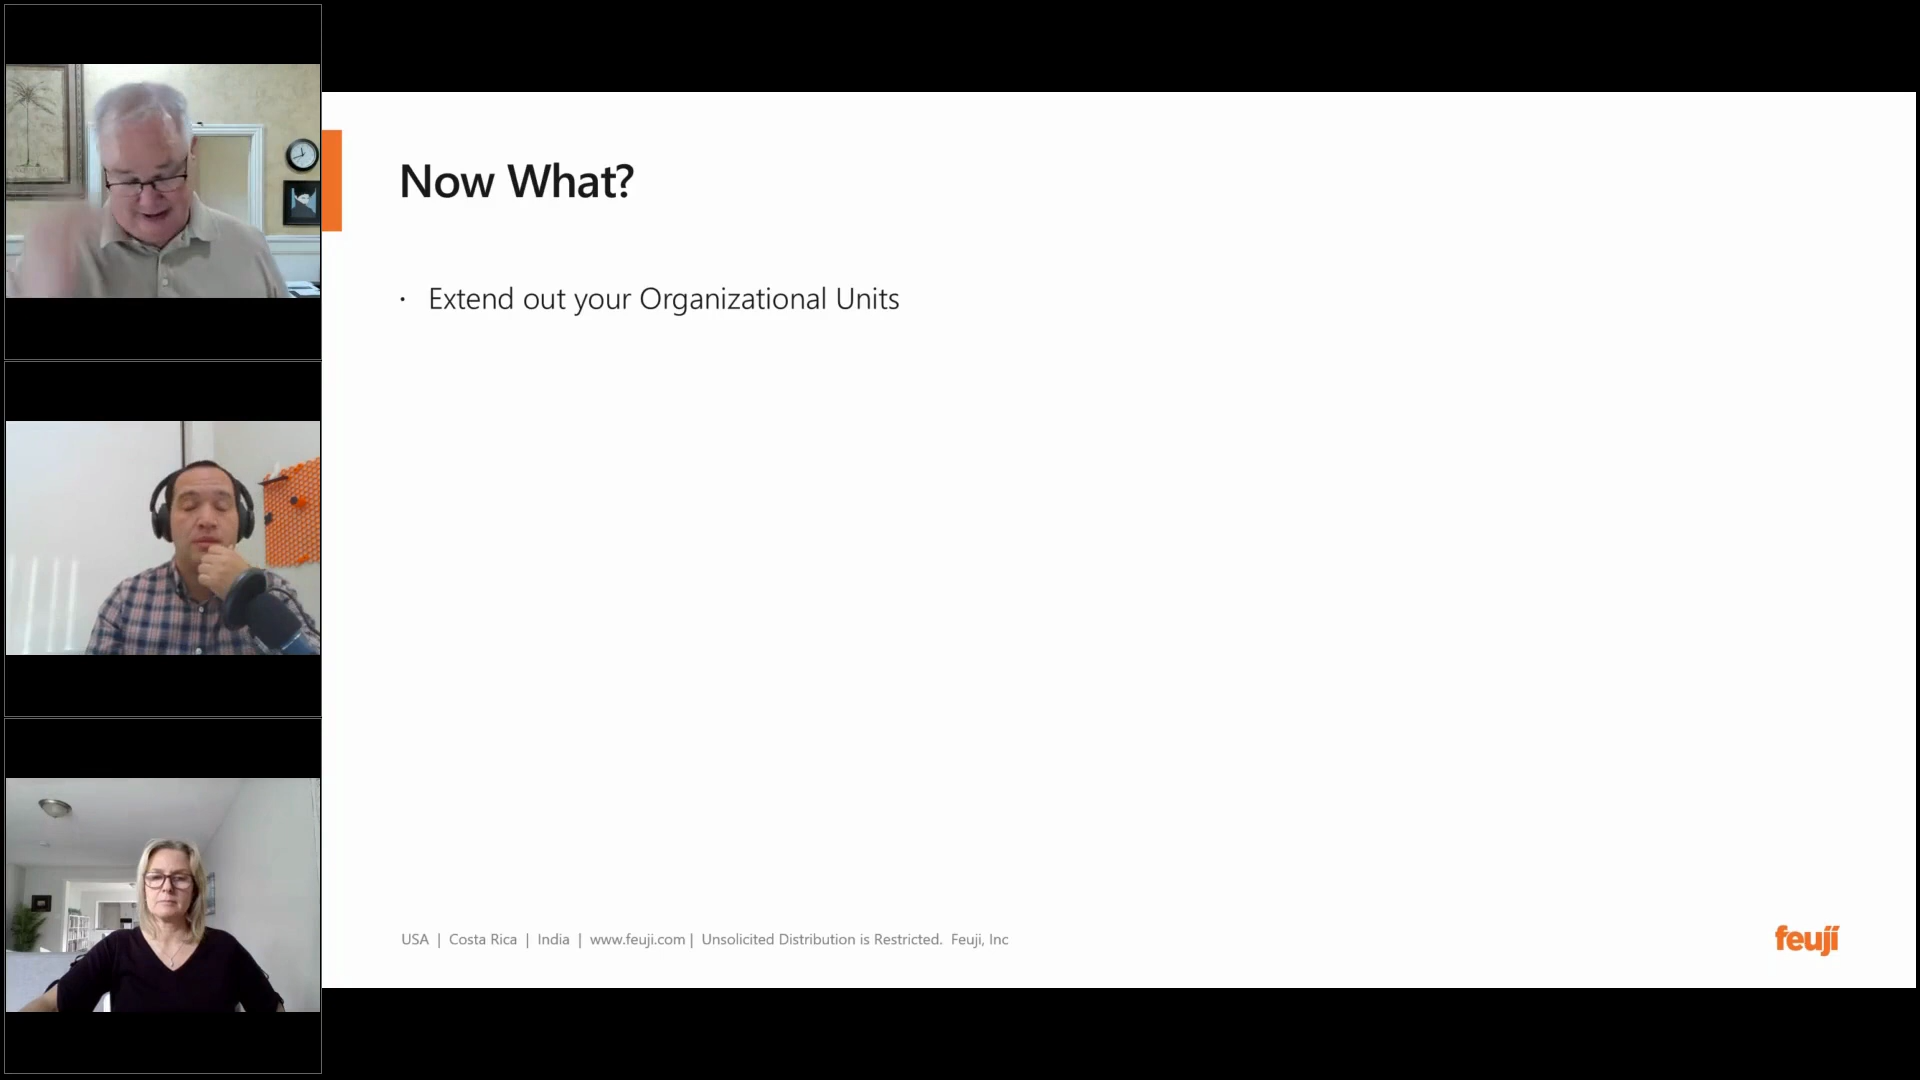 Now What?
· Extend out your Organizational Units
USA | Costa Rica | India | www.feuji.com | Unsolicited Distribution is Restricted. Feuji, Inc
feuji